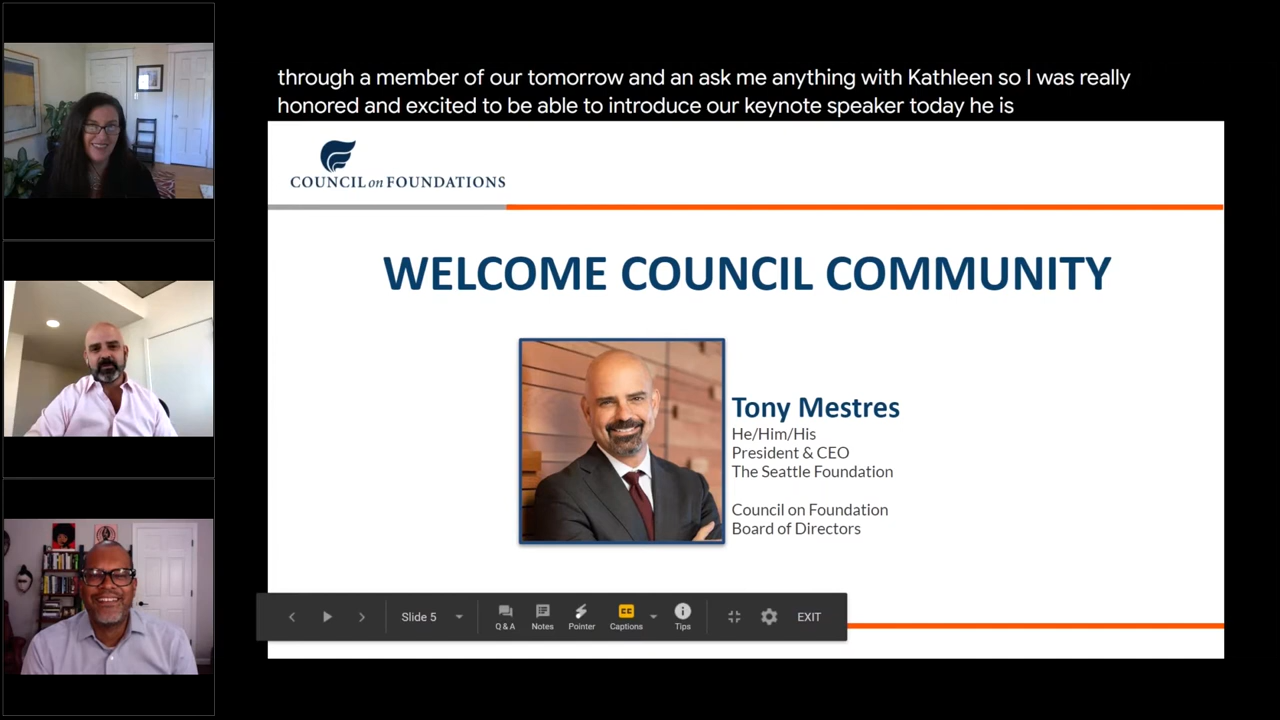 through a member of our tomorrow and an ask me anything with Kathleen so I was really
honored and excited to be able to introduce our keynote speaker today he is
COUNCIL on FOUNDATIONS
WELCOME COUNCIL COMMUNITY
Tony Mestres
He/Him/His
President & CEO
The Seattle Foundation
Council on Foundation
Board of Directors
Slide 5
Q & A
Notes
Pointer
CC
Captions
Tips
EXIT